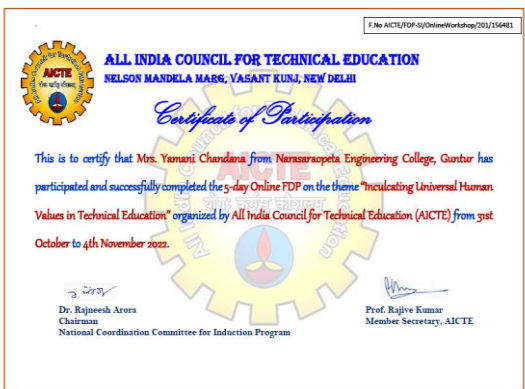 F.No AICTE/FDP-SI/OnlineWorkshop/201/156481
ALL INDIA COUNCIL FOR TECHNICAL EDUCATION
NELSON MANDELA MARG, VASANT KUNJ, NEW DELHI
Certificate of Participation
AICTE
This is to certify that Mrs. Yamani Chandana from Narasaraopeta Engineering College, Guntur has
participated and successfully completed the 5-day Online FDP on the theme "Inculcating Universal Human
Values in Technical Education" organized by All India Council for Technical Education (AICTE) from 31st
October to 4th November 2022.
Dr. Rajneesh Arora
Chairman
National Coordination Committee for Induction Program
Prof. Rajive Kumar
Member Secretary, AICTE